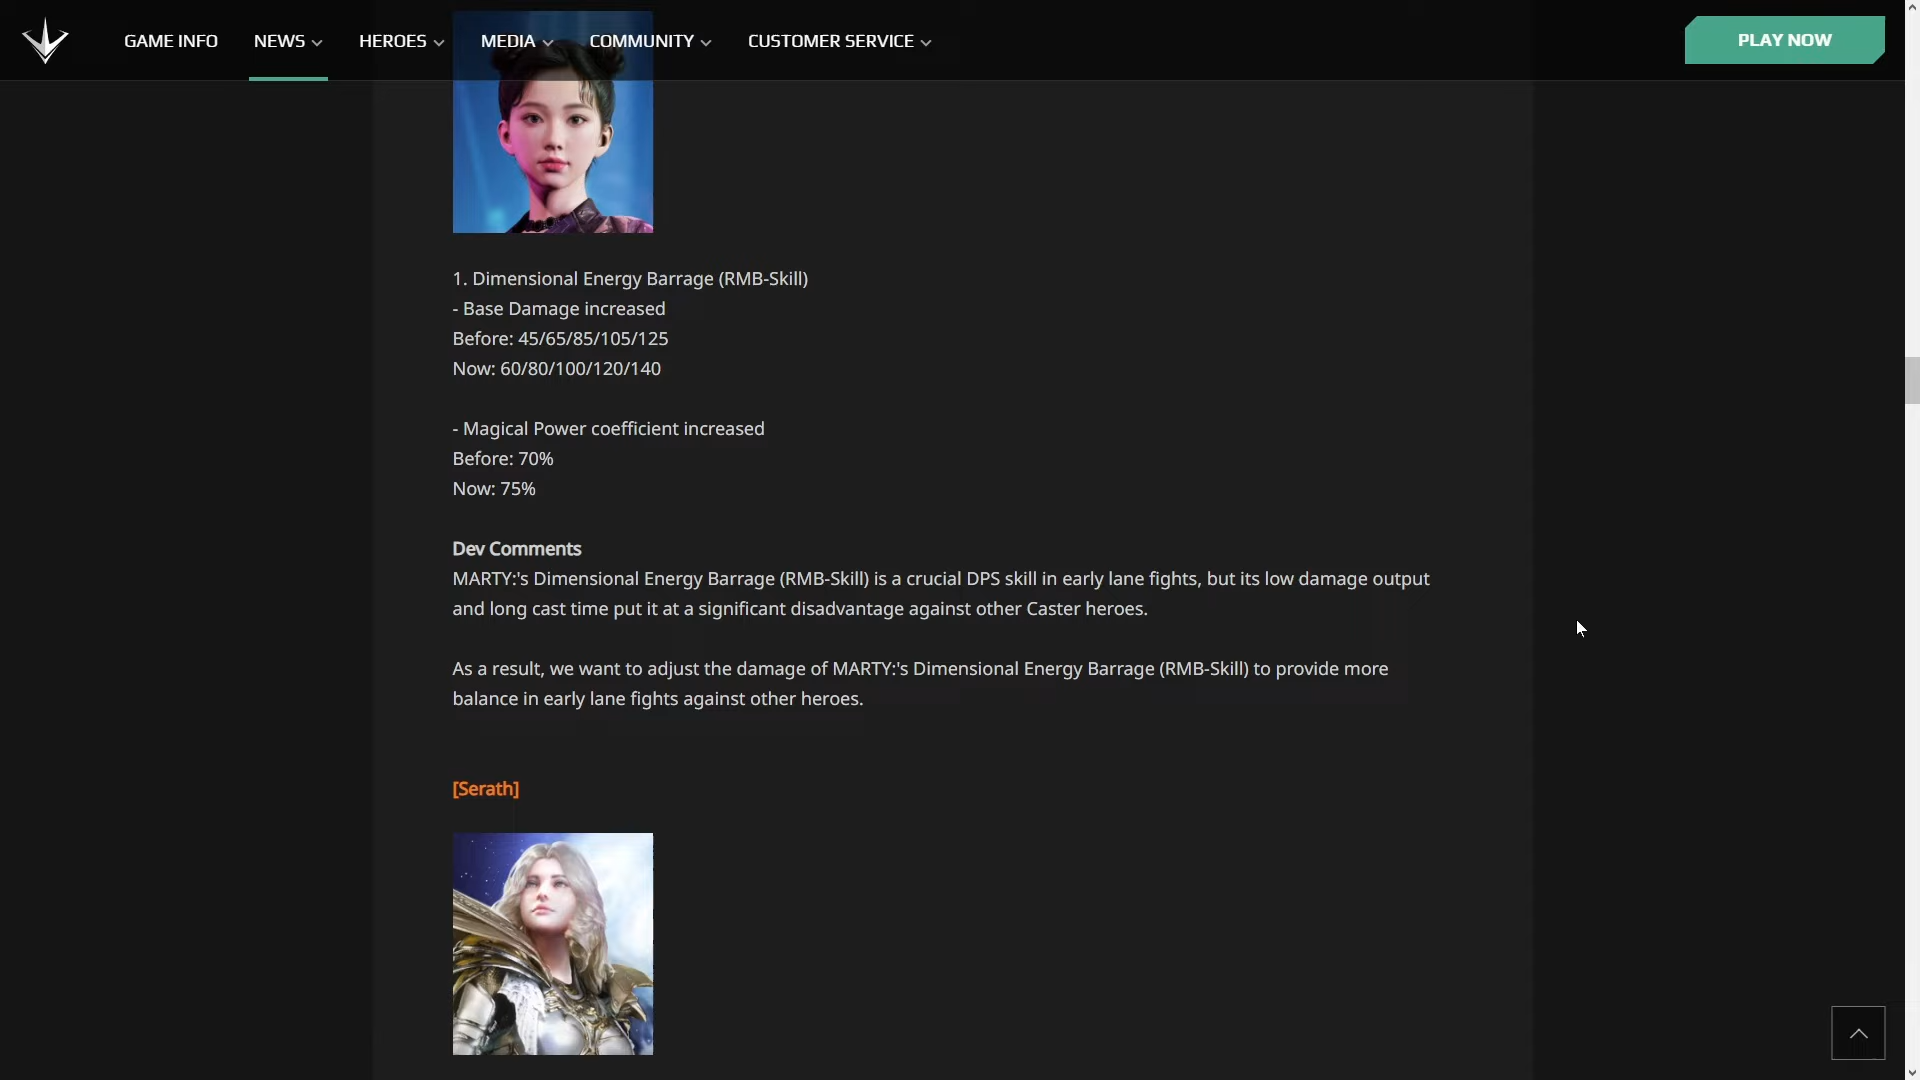 GAME INFO NEWS HEROES MEDIA COMMUNITY CUSTOMER SERVICE PLAY NOW
1. Dimensional Energy Barrage (RMB-Skill)
- Base Damage increased
Before: 45/65/85/105/125
Now: 60/80/100/120/140
- Magical Power coefficient increased
Before: 70%
Now: 75%
Dev Comments
MARTY:'s Dimensional Energy Barrage (RMB-Skill) is a crucial DPS skill in early lane fights, but its low damage output
and long cast time put it at a significant disadvantage against other Caster heroes.
As a result, we want to adjust the damage of MARTY:'s Dimensional Energy Barrage (RMB-Skill) to provide more
balance in early lane fights against other heroes.
[Serath]